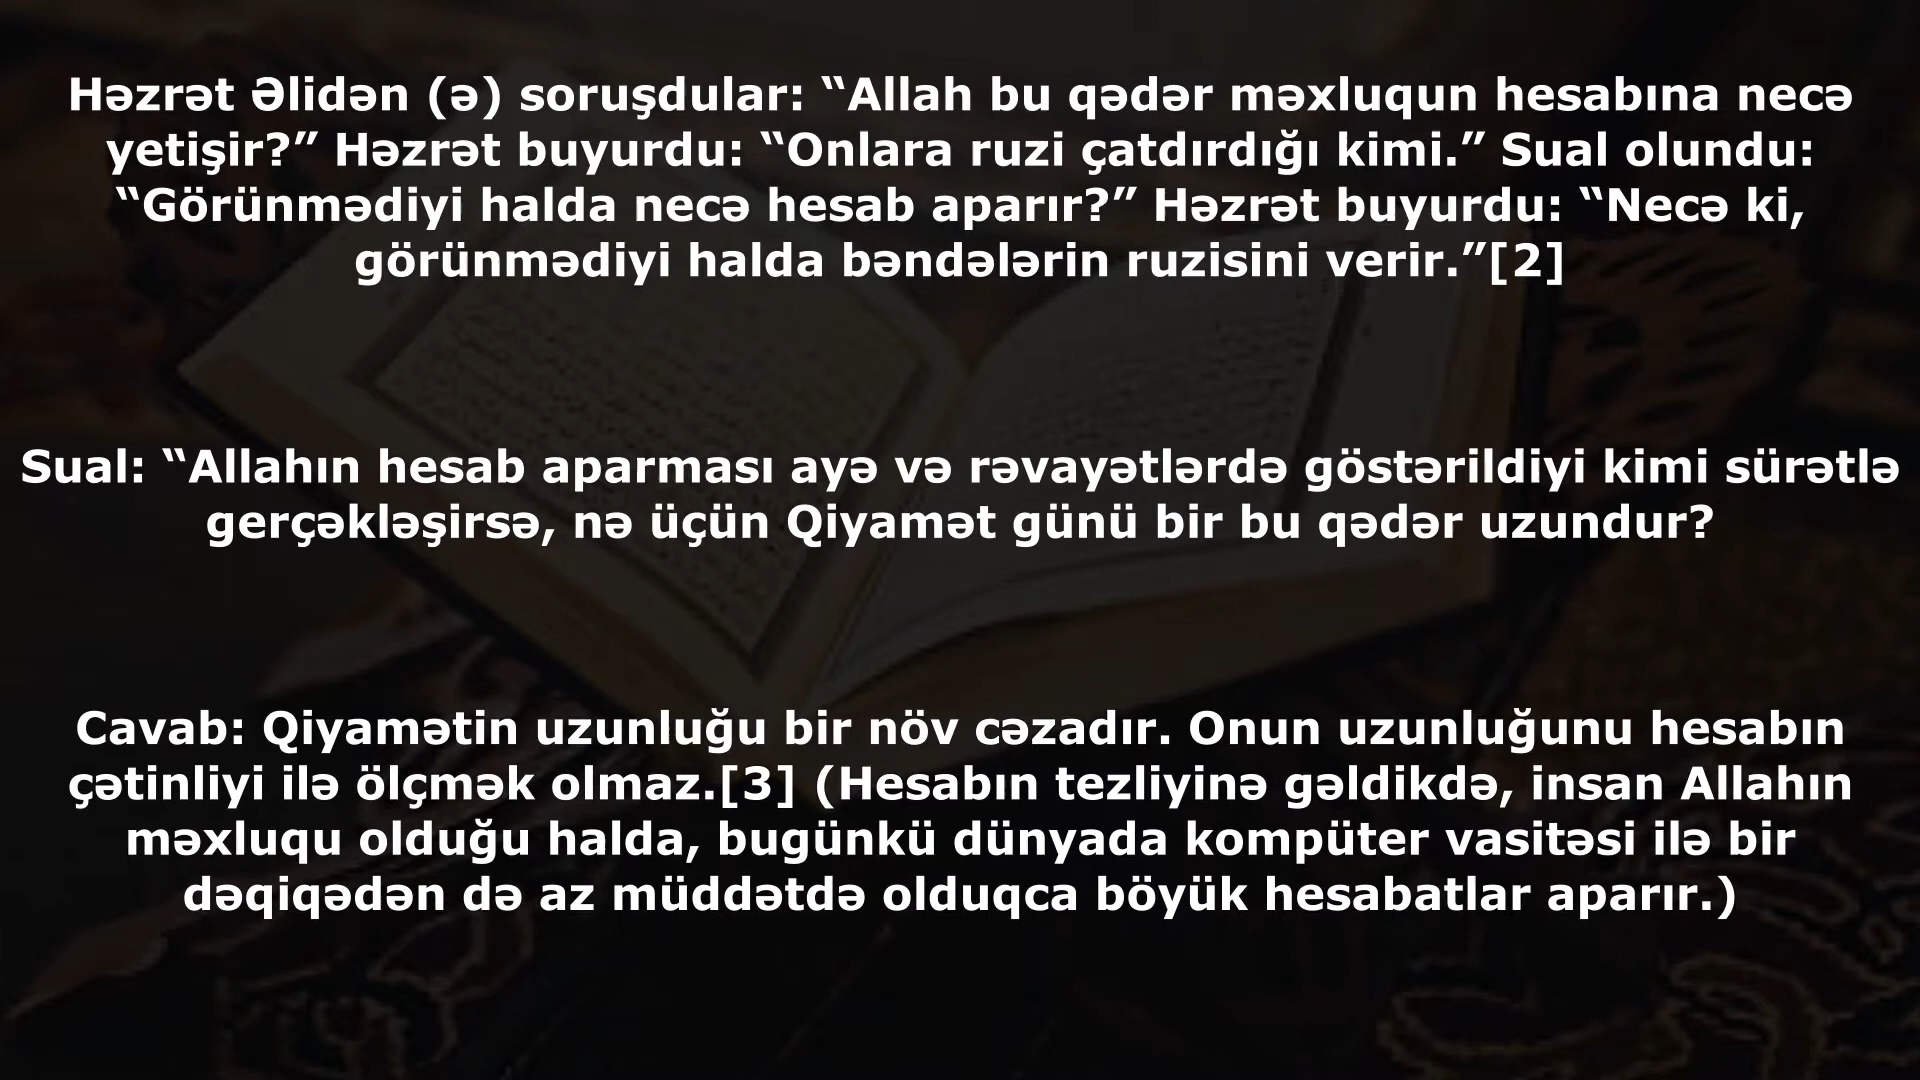 Həzrət Əlidən (ə) soruşdular: “Allah bu qədər məxluqun hesabına necə
yetişir?” Həzrət buyurdu: “Onlara ruzi çatdırdığı kimi.” Sual olundu:
“Görünmədiyi halda necə hesab aparır?” Həzrət buyurdu: “Necə ki,
görünmədiyi halda bəndələrin ruzisini verir.”[2]
Sual: “Allahın hesab aparması ayə və rəvayətlərdə göstərildiyi kimi sürətlə
gerçəkləşirsə, nə üçün Qiyamət günü bir bu qədər uzundur?
Cavab: Qiyamətin uzunluğu bir növ cəzadır. Onun uzunluğunu hesabın
çətinliyi ilə ölçmək olmaz.[3] (Hesabın tezliyinə gəldikdə, insan Allahın
məxluqu olduğu halda, bugünkü dünyada kompüter vasitəsi ilə bir
dəqiqədən də az müddətdə olduqca böyük hesabatlar aparır.)